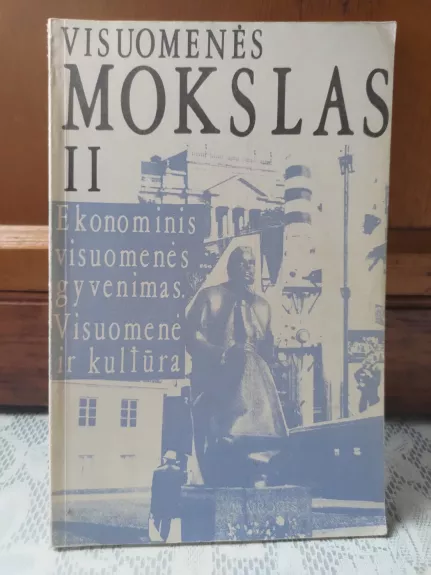 VISUOMENĖS
MOKSLAS
II
Ekonominis
visuomenės
gyvenimas.
Visuomenė
ir kultūra